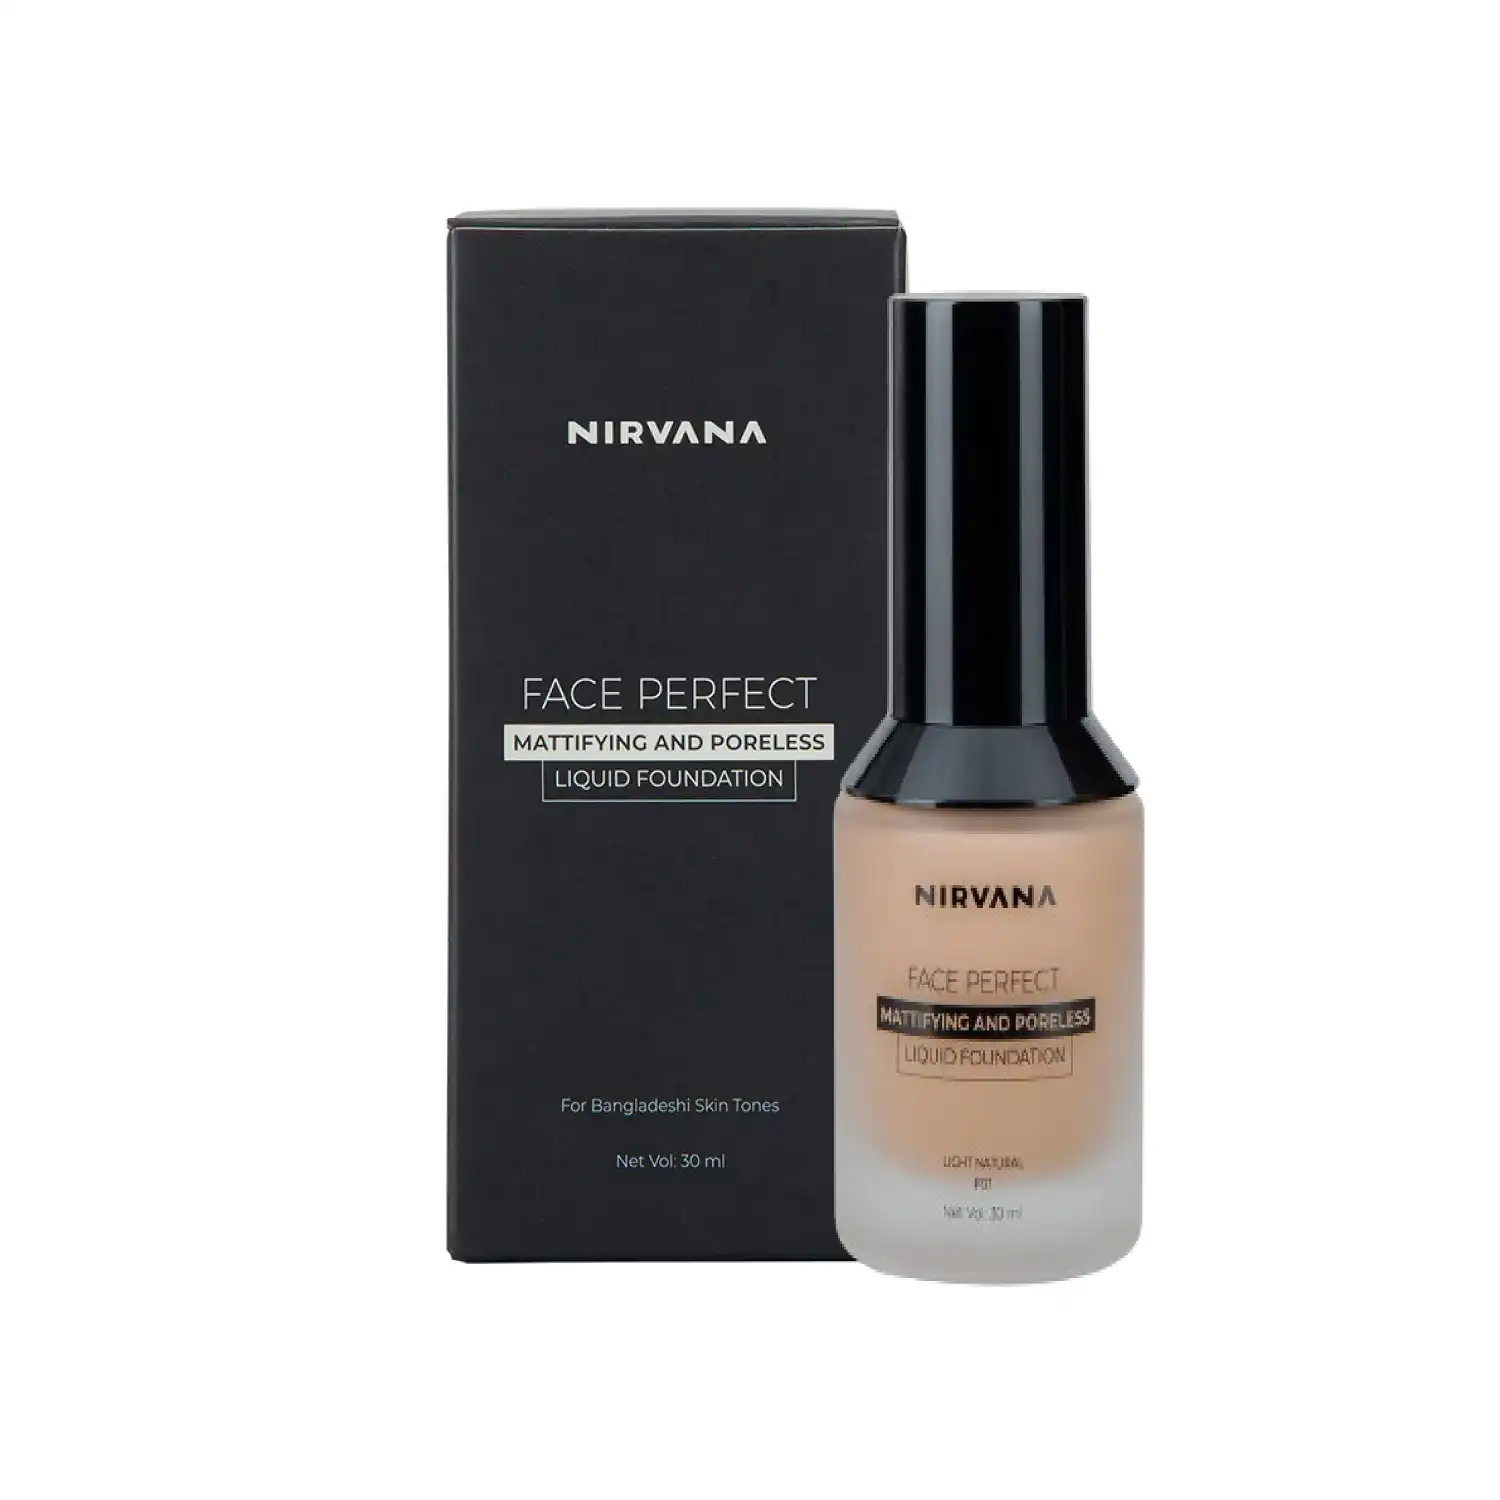 NIRVANA
FACE PERFECT
MATTIFYING AND PORELESS
LIQUID FOUNDATION
For Bangladeshi Skin Tones
Net Vol: 30 ml
NIRVANA
FACE PERFECT
MATTIFYING AND PORELESS
LIQUID FOUNDATION
LIGHT NATURAL
Net Vol: 30 ml